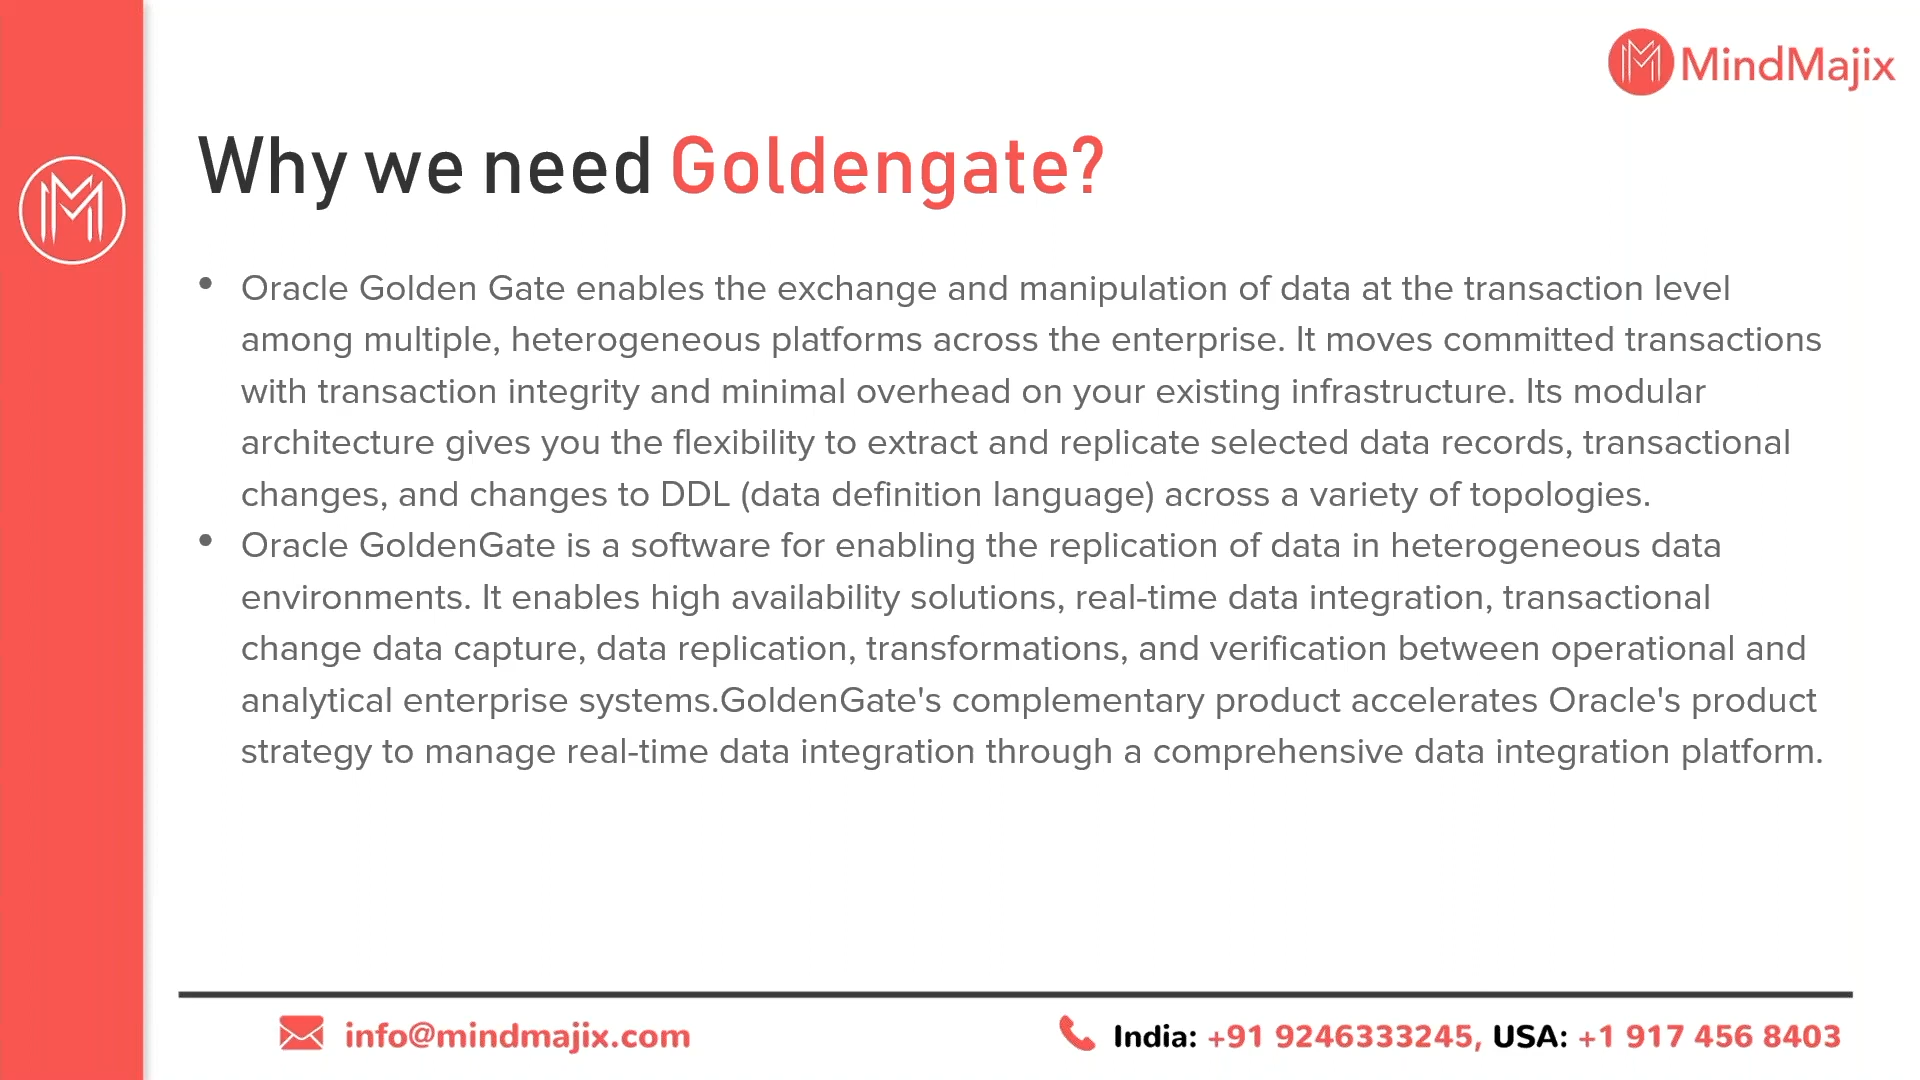 MindMajix
Why we need Goldengate?
• Oracle Golden Gate enables the exchange and manipulation of data at the transaction level
among multiple, heterogeneous platforms across the enterprise. It moves committed transactions
with transaction integrity and minimal overhead on your existing infrastructure. Its modular
architecture gives you the flexibility to extract and replicate selected data records, transactional
changes, and changes to DDL (data definition language) across a variety of topologies.
• Oracle GoldenGate is a software for enabling the replication of data in heterogeneous data
environments. It enables high availability solutions, real-time data integration, transactional
change data capture, data replication, transformations, and verification between operational and
analytical enterprise systems.GoldenGate's complementary product accelerates Oracle's product
strategy to manage real-time data integration through a comprehensive data integration platform.
info@mindmajix.com
India: +91 9246333245, USA: +1 917 456 8403